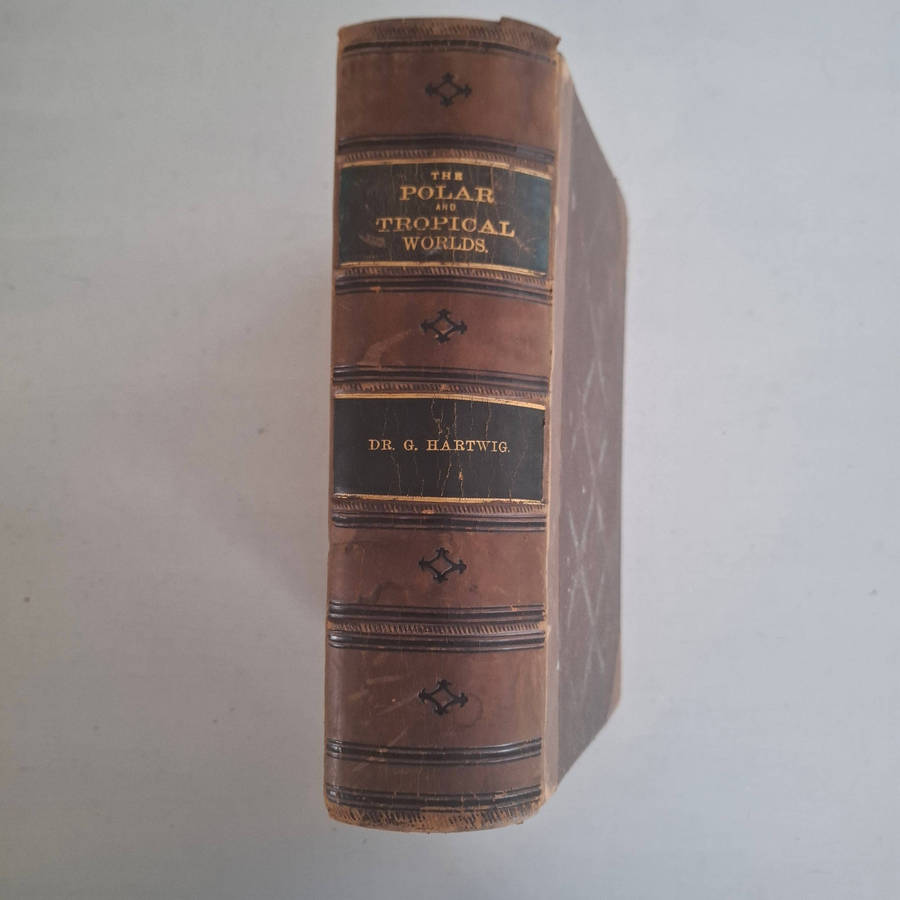 THE
POLAR
AND
TROPICAL
WORLDS.
DR. G. HARTWIG.